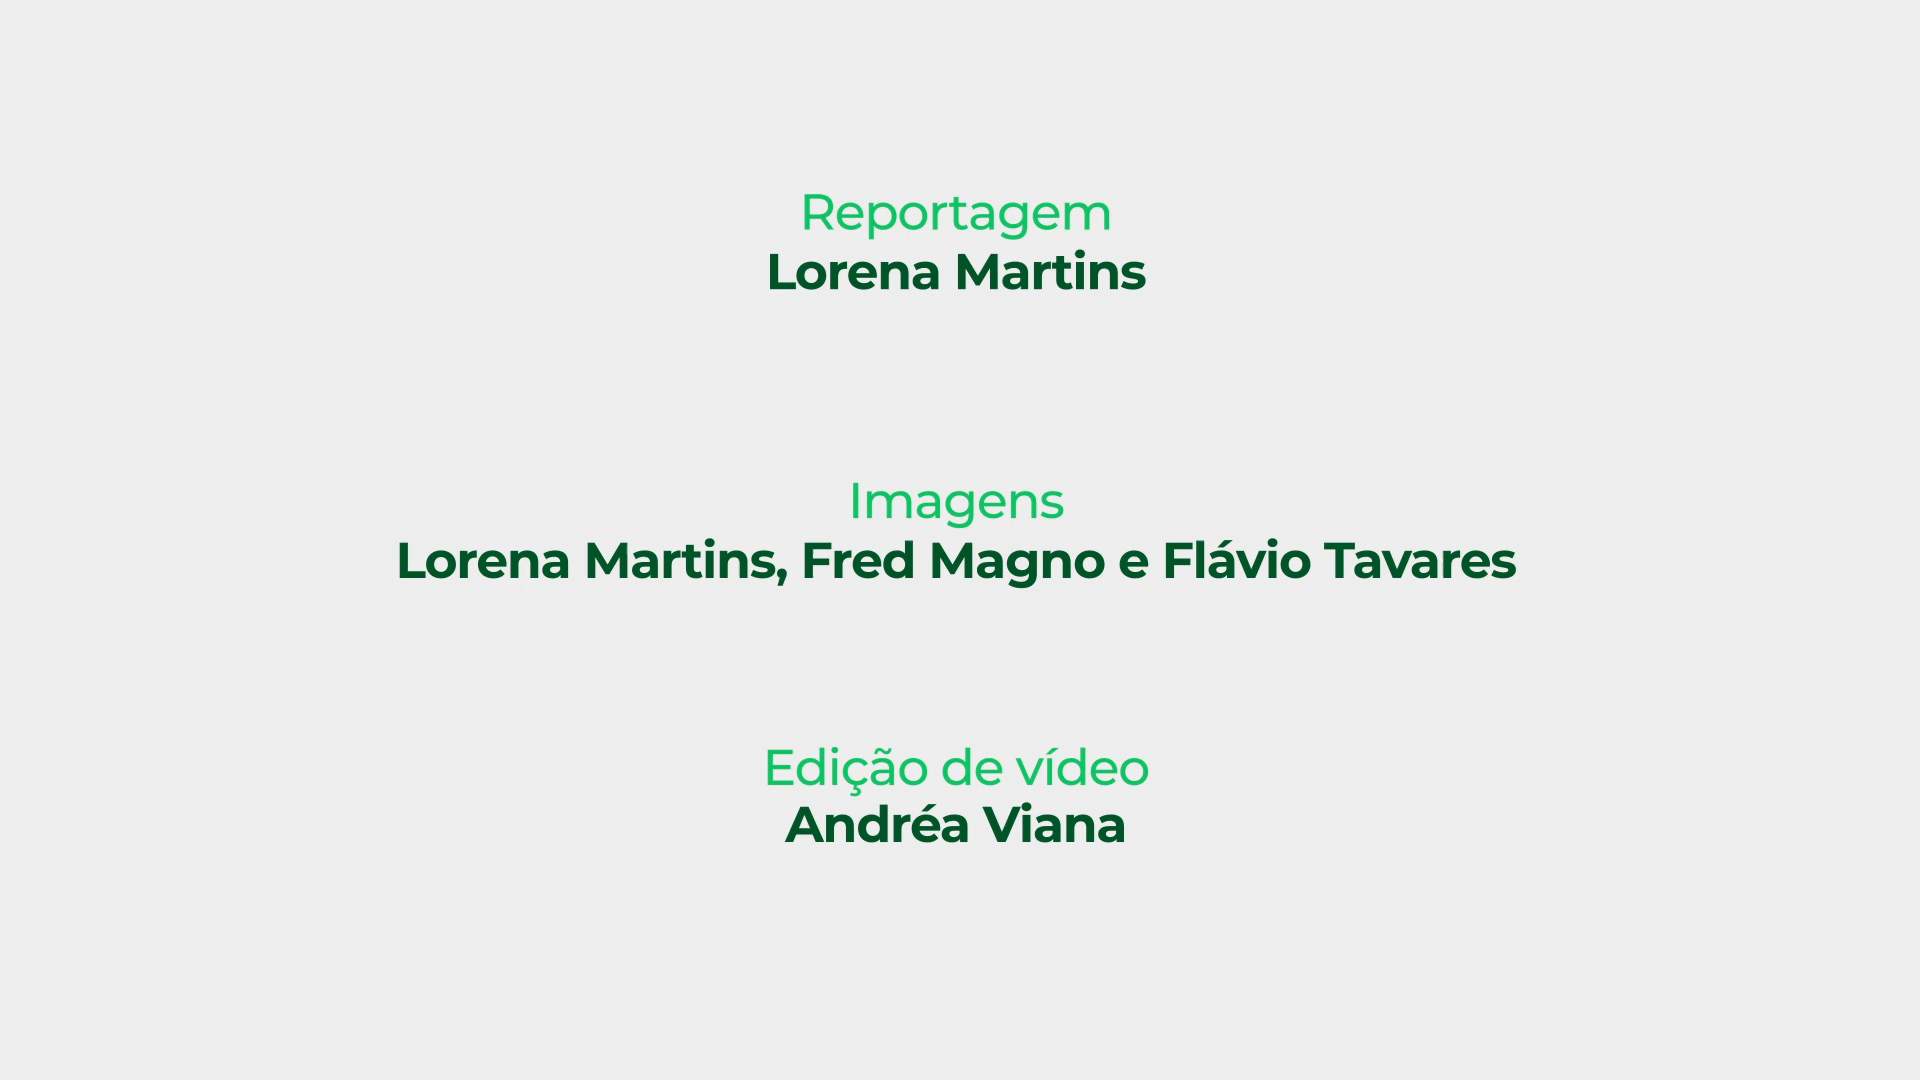 Reportagem
Lorena Martins
Imagens
Lorena Martins, Fred Magno e Flávio Tavares
Edição de vídeo
Andréa Viana